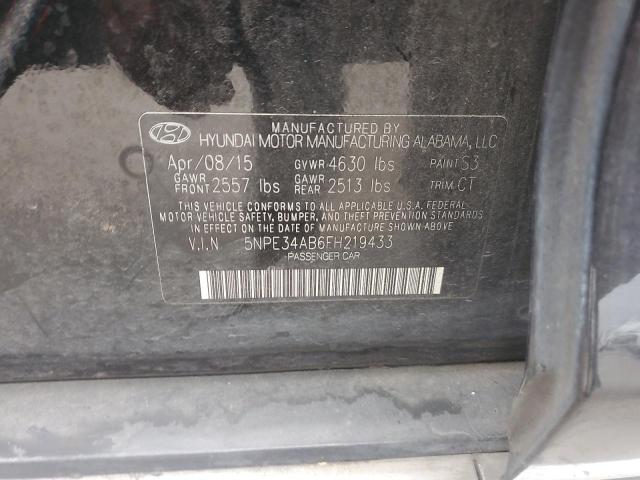 MANUFACTURED BY
HYUNDAI MOTOR MANUFACTURING ALABAMA, LLC
Apr/08/15 GVWR 4630 lbs PAINT S3
GAWR FRONT 2557 lbs GAWR REAR 2513 lbs TRIM CT
THIS VEHICLE CONFORMS TO ALL APPLICABLE U.S.A. FEDERAL
MOTOR VEHICLE SAFETY, BUMPER, AND THEFT PREVENTION STANDARDS
IN EFFECT ON THE DATE OF MANUFACTURE SHOWN ABOVE.
V.I.N 5NPE34AB6FH219433
PASSENGER CAR